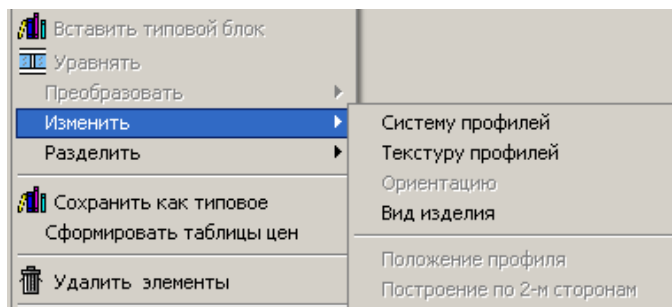 Вставить типовой блок
Уравнять
Преобразовать
Изменить
Разделить
Сохранить как типовое
Сформировать таблицы цен
Удалить элементы
Систему профилей
Текстуру профилей
Ориентацию
Вид изделия
Положение профиля
Построение по 2-м сторонам